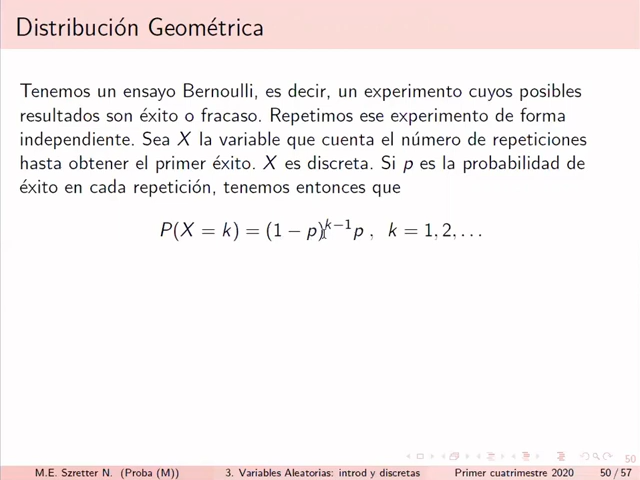 Distribución Geométrica
Tenemos un ensayo Bernoulli, es decir, un experimento cuyos posibles
resultados son éxito o fracaso. Repetimos ese experimento de forma
independiente. Sea X la variable que cuenta el número de repeticiones
hasta obtener el primer éxito. X es discreta. Si p es la probabilidad de
éxito en cada repetición, tenemos entonces que
P(X = k) = (1 − p)^{k−1} p , k = 1, 2, . . .
50
M.E. Szretter N. (Proba (M)) 3. Variables Aleatorias: introd y discretas Primer cuatrimestre 2020 50 / 57